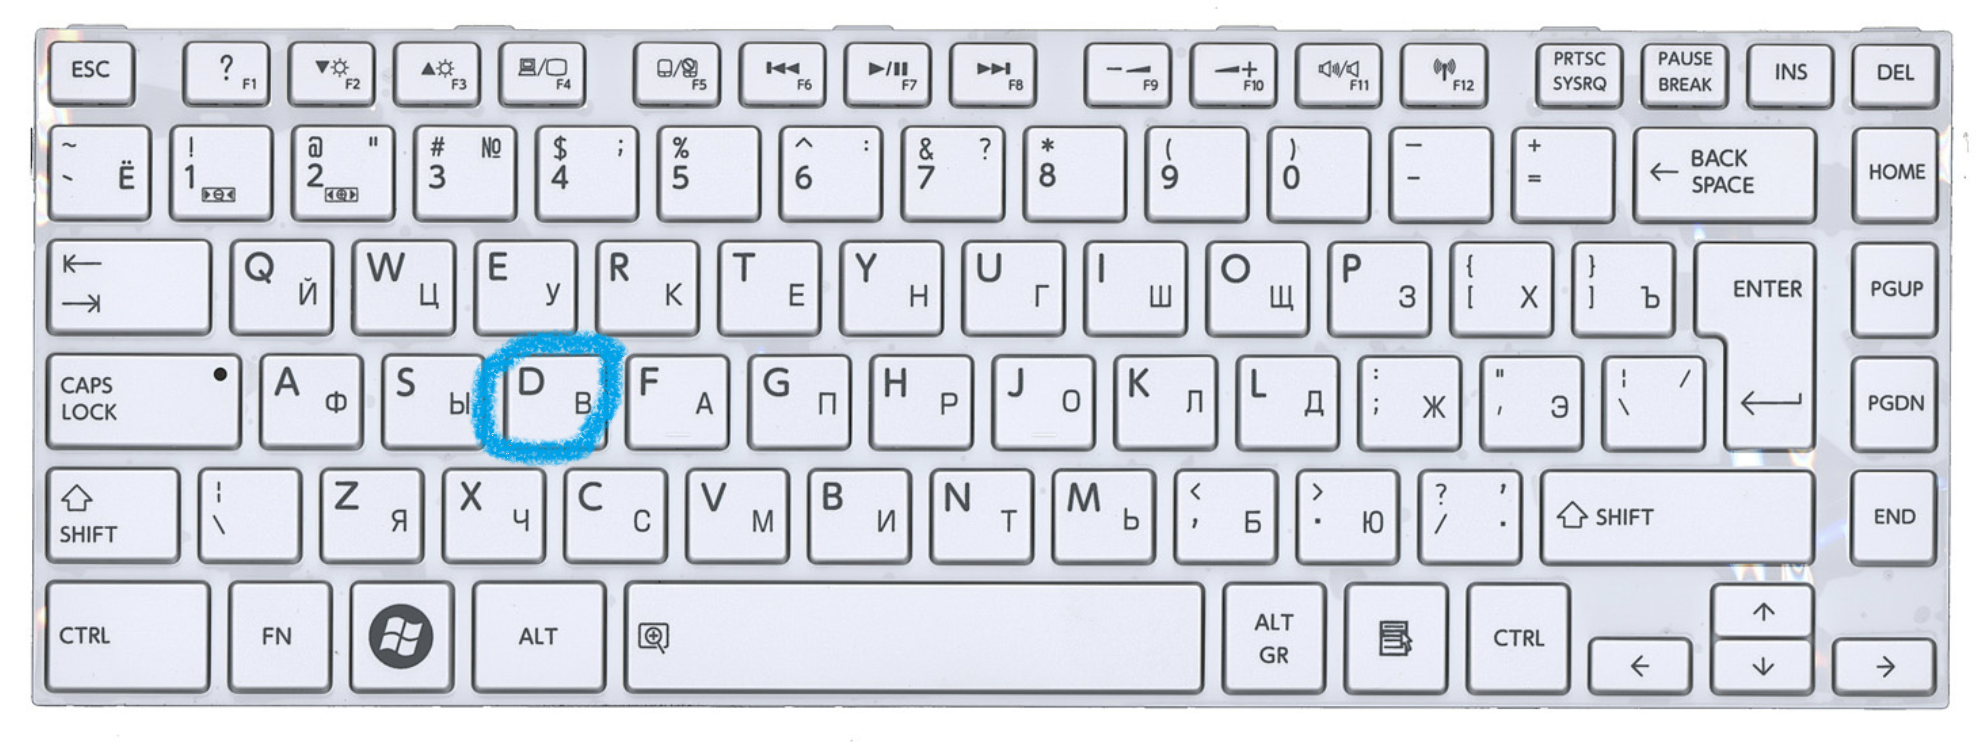 ESC ? F1 F2 F3 F4 F5 F6 F7 F8 F9 F10 F11 F12 PRTSC SYSRQ PAUSE BREAK INS DEL
~ ` Ё ! 1 @ " 2 # № 3 $ ; 4 % 5 ^ : 6 & ? 7 * 8 ( 9 ) 0 — - + = ← BACK SPACE HOME
Q Й W Ц E У R К T Е Y Н U Г I Ш O Щ P З { [ Х } ] Ъ ENTER PGUP
CAPS LOCK A Ф S Ы D В F А G П H Р J О K Л L Д : ; Ж " ' Э ¦ / \ PGDN
SHIFT ¦ \ Z Я X Ч C С V М B И N Т M Ь < , Б > . Ю ? , / . SHIFT END
CTRL FN ALT ALT GR CTRL ← ↑ ↓ →